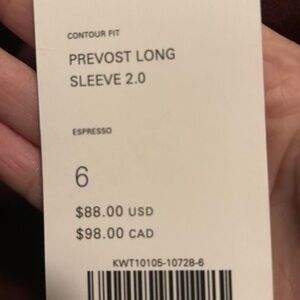 CONTOUR FIT
PREVOST LONG
SLEEVE 2.0
ESPRESSO
6
$88.00 USD
$98.00 CAD
KWT10105-10728-6